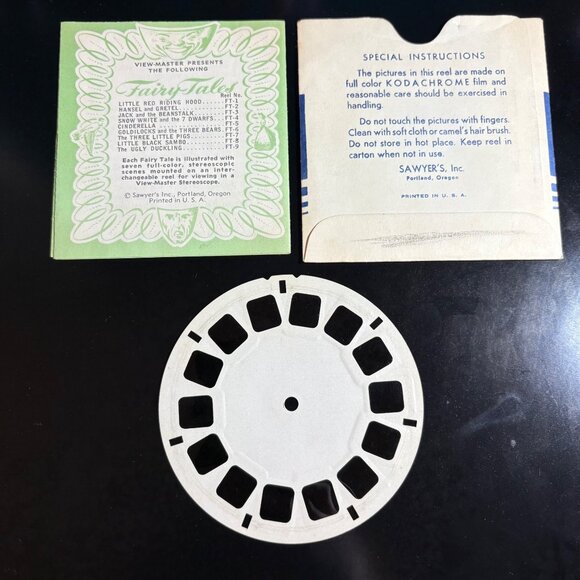 VIEW-MASTER PRESENTS
THE FOLLOWING
Fairy Tales
Reel No.
LITTLE RED RIDING HOOD......... FT-1
HANSEL and GRETEL............... FT-2
JACK and the BEANSTALK......... FT-3
SNOW WHITE and the 7 DWARFS.. FT-4
CINDERELLA...................... FT-5
GOLDILOCKS and the THREE BEARS. FT-6
THE THREE LITTLE PIGS........... FT-7
LITTLE BLACK SAMBO............. FT-8
The UGLY DUCKLING............... FT-9
Each Fairy Tale is illustrated with
seven full-color, stereoscopic
scenes mounted on an inter-
changeable reel for viewing in a
View-Master Stereoscope.
© Sawyer's Inc., Portland, Oregon
Printed in U. S. A.
SPECIAL INSTRUCTIONS
The pictures in this reel are made on
full color KODACHROME film and
reasonable care should be exercised in
handling.
Do not touch the pictures with fingers.
Clean with soft cloth or camel's hair brush.
Do not store in hot place. Keep reel in
carton when not in use.
SAWYER'S, Inc.
Portland, Oregon
PRINTED IN U. S. A.